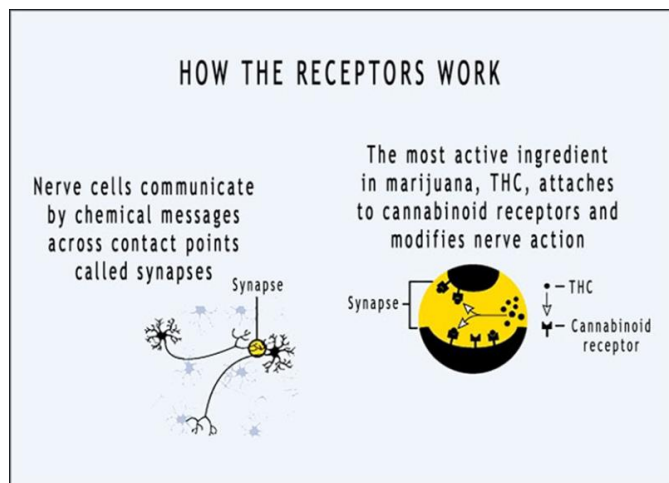 HOW THE RECEPTORS WORK
Nerve cells communicate
by chemical messages
across contact points
called synapses
Synapse
The most active ingredient
in marijuana, THC, attaches
to cannabinoid receptors and
modifies nerve action
Synapse
THC
Cannabinoid
receptor